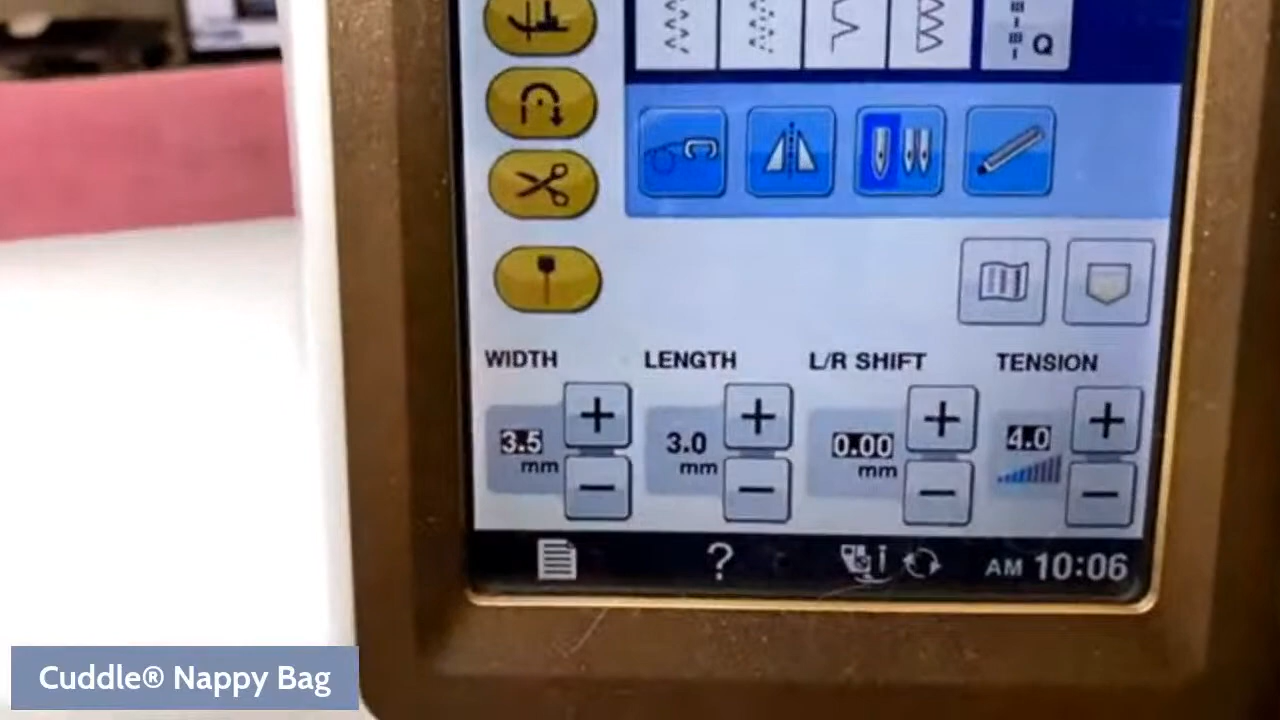 Q
WIDTH LENGTH L/R SHIFT TENSION
+ + + +
3.5 mm 3.0 mm 0.00 mm 4.0
− − − −
? AM 10:06
Cuddle® Nappy Bag